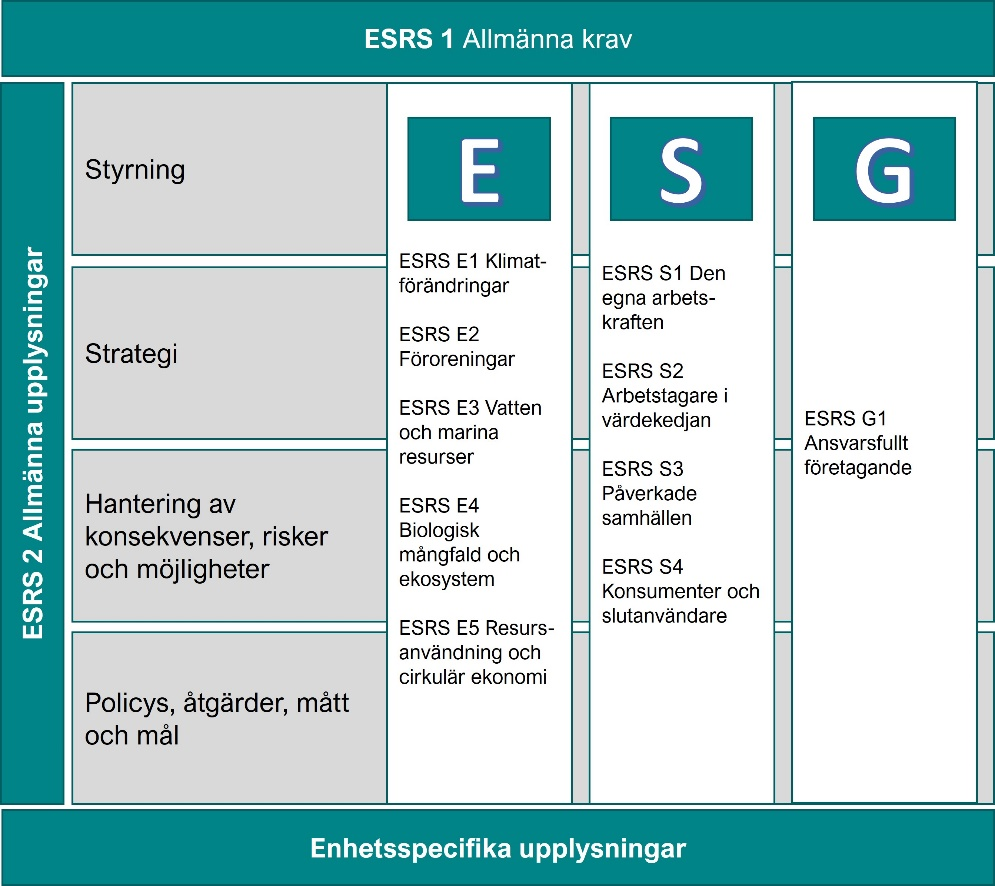 ESRS 1 Allmänna krav
ESRS 2 Allmänna upplysningar
Styrning
Strategi
Hantering av
konsekvenser, risker
och möjligheter
Policys, åtgärder, mått
och mål
E
ESRS E1 Klimat-
förändringar
ESRS E2
Föroreningar
ESRS E3 Vatten
och marina
resurser
ESRS E4
Biologisk
mångfald och
ekosystem
ESRS E5 Resurs-
användning och
cirkulär ekonomi
S
ESRS S1 Den
egna arbets-
kraften
ESRS S2
Arbetstagare i
värdekedjan
ESRS S3
Påverkade
samhällen
ESRS S4
Konsumenter och
slutanvändare
G
ESRS G1
Ansvarsfullt
företagande
Enhetsspecifika upplysningar